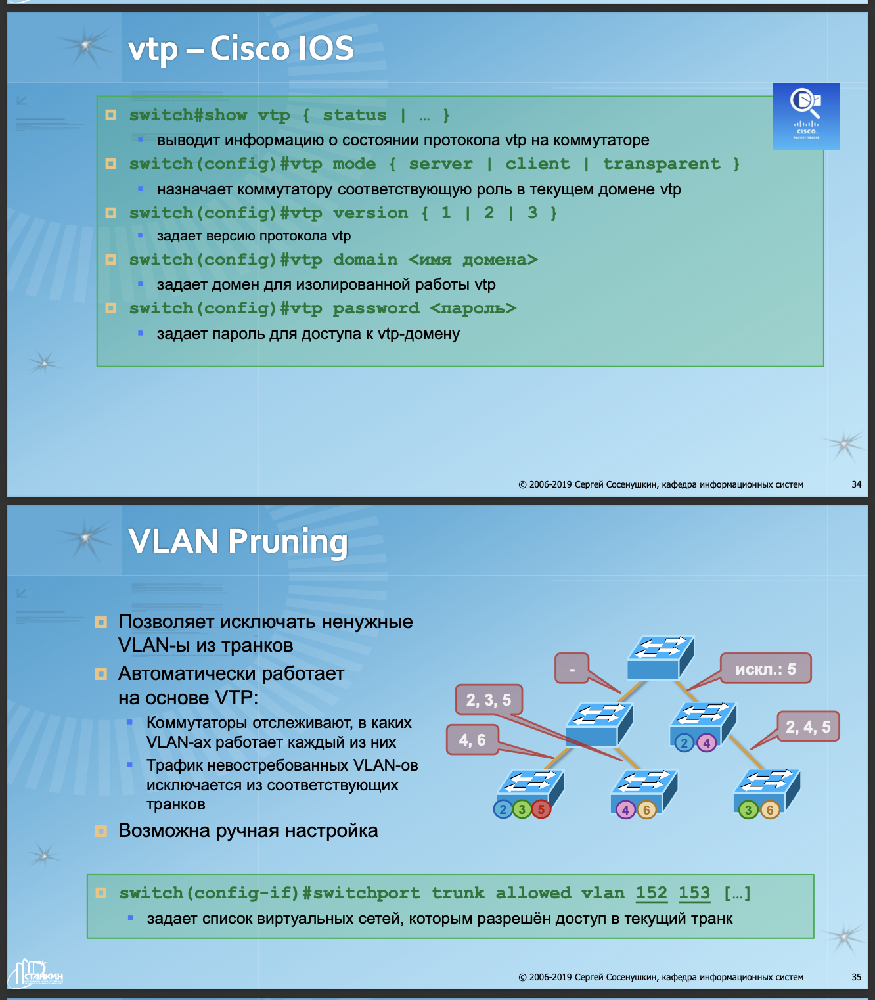 vtp – Cisco IOS
switch#show vtp { status | … }
выводит информацию о состоянии протокола vtp на коммутаторе
switch(config)#vtp mode { server | client | transparent }
назначает коммутатору соответствующую роль в текущем домене vtp
switch(config)#vtp version { 1 | 2 | 3 }
задает версию протокола vtp
switch(config)#vtp domain <имя домена>
задает домен для изолированной работы vtp
switch(config)#vtp password <пароль>
задает пароль для доступа к vtp-домену
CISCO.
PACKET TRACER
© 2006-2019 Сергей Сосенушкин, кафедра информационных систем
34
VLAN Pruning
Позволяет исключать ненужные
VLAN-ы из транков
Автоматически работает
на основе VTP:
Коммутаторы отслеживают, в каких
VLAN-ах работает каждый из них
Трафик невостребованных VLAN-ов
исключается из соответствующих
транков
Возможна ручная настройка
-
искл.: 5
2, 3, 5
4, 6
2, 4, 5
2 4
2 3 5
4 6
3 6
switch(config-if)#switchport trunk allowed vlan 152 153 […]
задает список виртуальных сетей, которым разрешён доступ в текущий транк
СТАНКИН
© 2006-2019 Сергей Сосенушкин, кафедра информационных систем
35